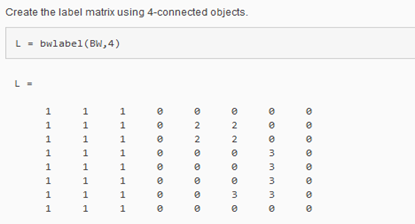 Create the label matrix using 4-connected objects.
L = bwlabel(BW,4)
L =
1 1 1 0 0 0 0 0
1 1 1 0 2 2 0 0
1 1 1 0 2 2 0 0
1 1 1 0 0 0 3 0
1 1 1 0 0 0 3 0
1 1 1 0 0 0 3 0
1 1 1 0 0 3 3 0
1 1 1 0 0 0 0 0